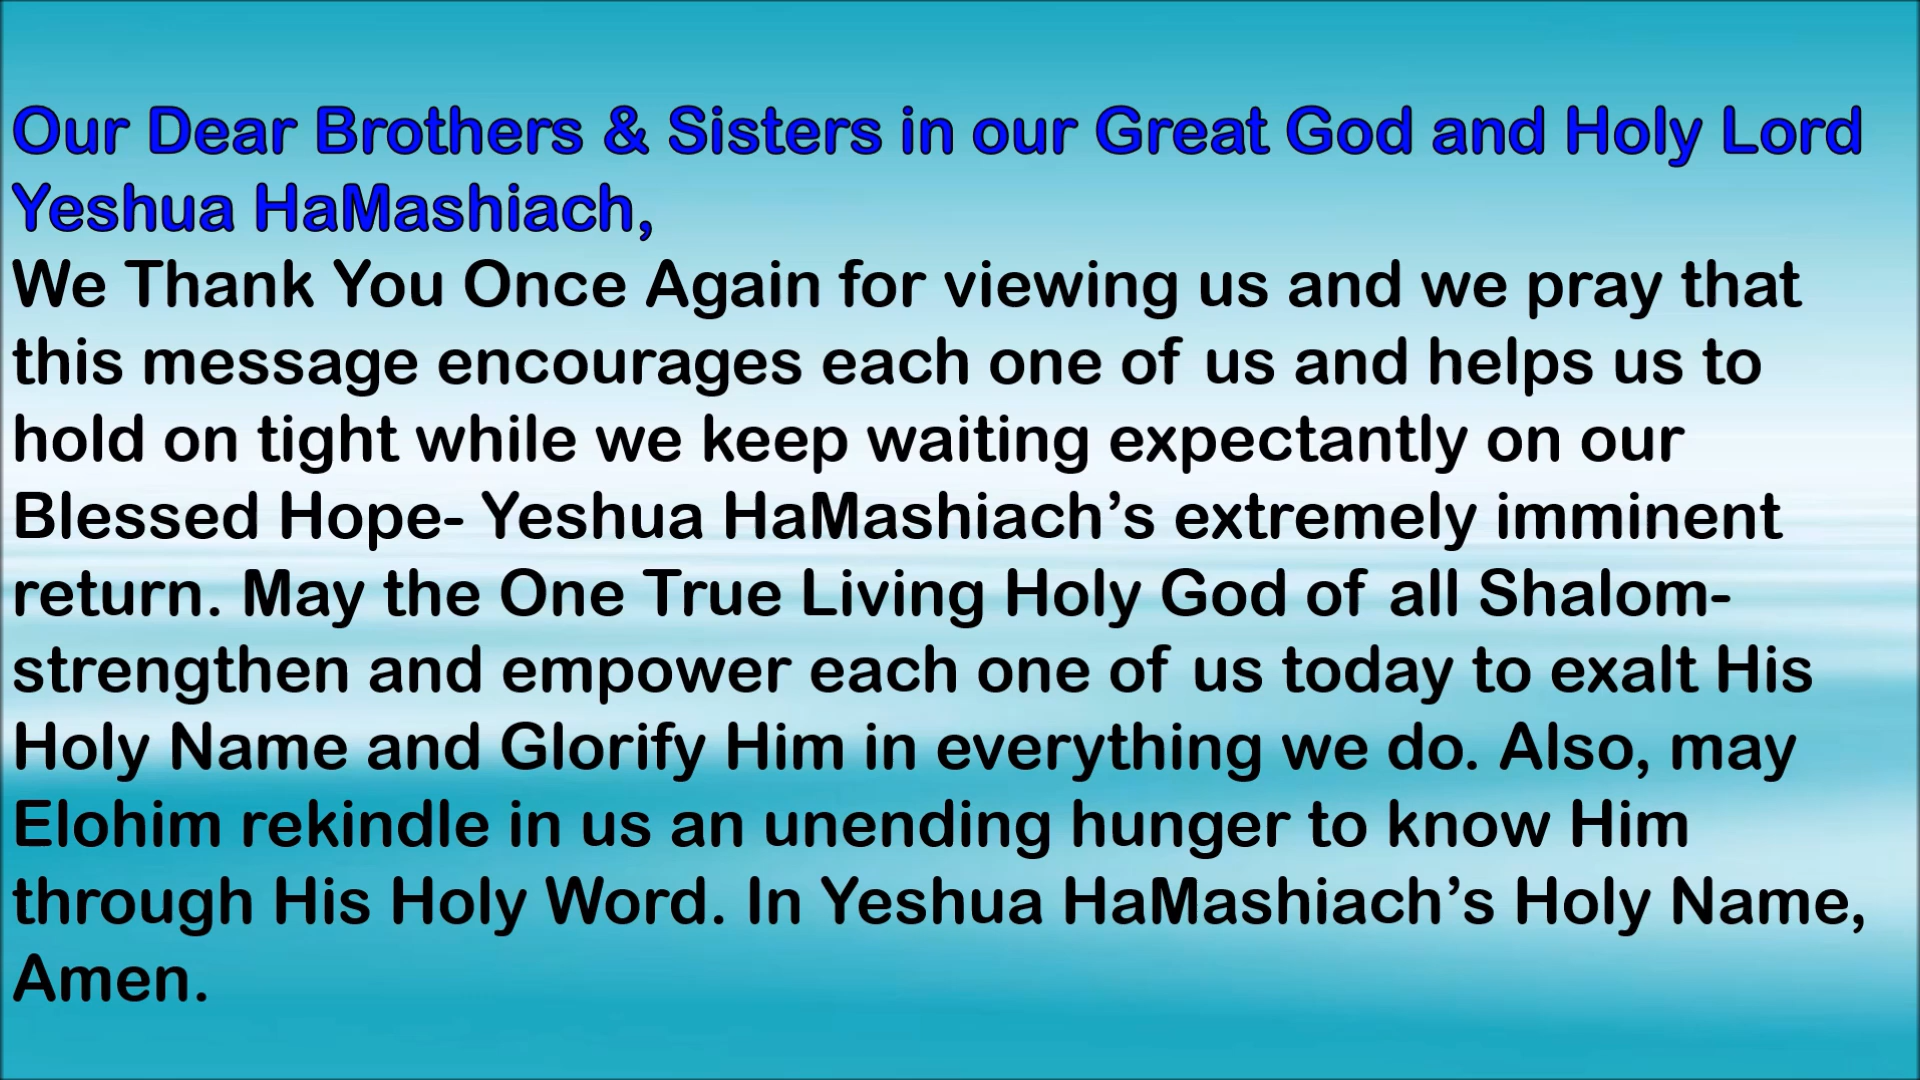 Our Dear Brothers & Sisters in our Great God and Holy Lord
Yeshua HaMashiach,
We Thank You Once Again for viewing us and we pray that
this message encourages each one of us and helps us to
hold on tight while we keep waiting expectantly on our
Blessed Hope- Yeshua HaMashiach’s extremely imminent
return. May the One True Living Holy God of all Shalom-
strengthen and empower each one of us today to exalt His
Holy Name and Glorify Him in everything we do. Also, may
Elohim rekindle in us an unending hunger to know Him
through His Holy Word. In Yeshua HaMashiach’s Holy Name,
Amen.